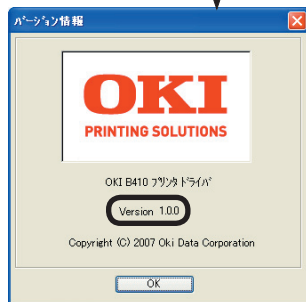 バージョン情報
OKI
PRINTING SOLUTIONS
OKI B410 プリンタ ドライバ
Version 1.0.0
Copyright (C) 2007 Oki Data Corporation
OK